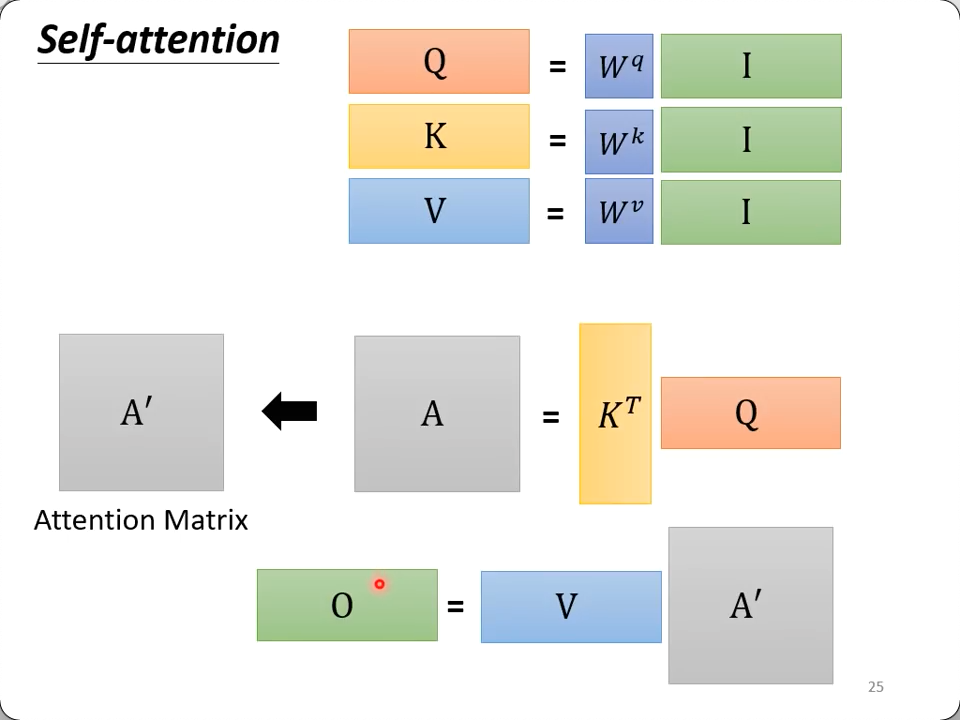 Self-attention
Q = W^q I
K = W^k I
V = W^v I
A′ A = K^T Q
Attention Matrix
O = V A′
25